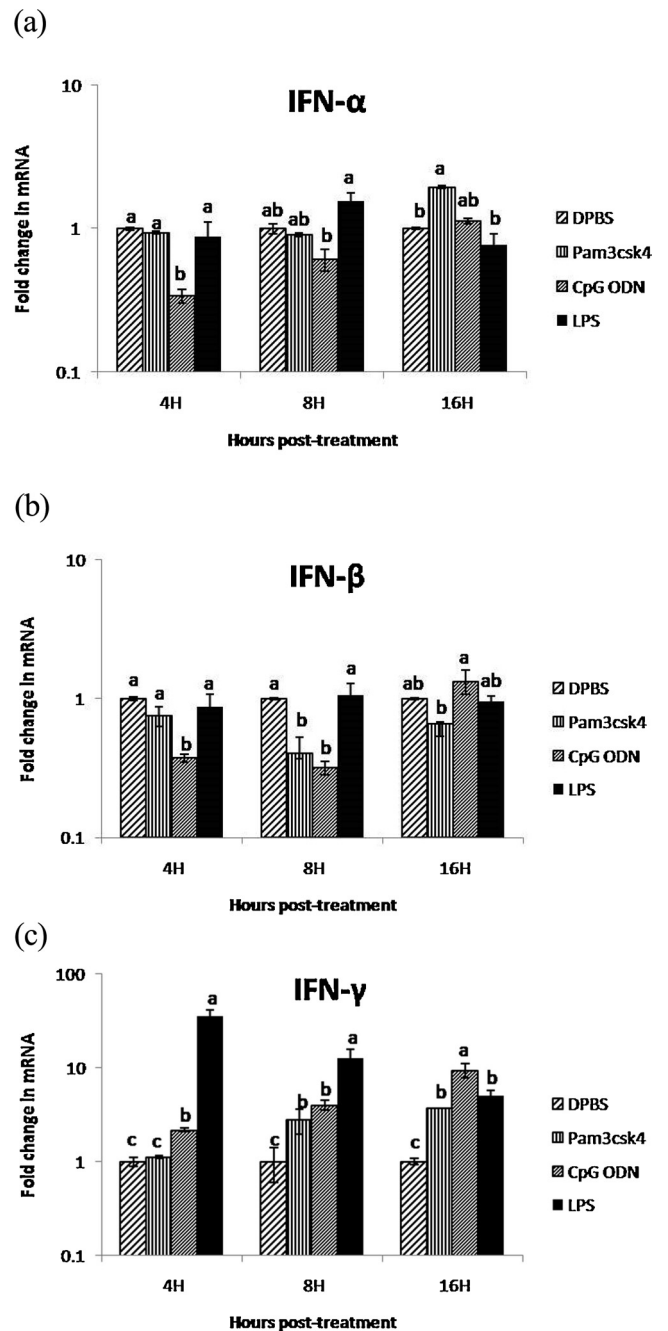 (a)
10
IFN-α
a
a
a
a
ab
ab
a
b
ab
b
1
b
b
Fold change In mRNA
0.1
4H
8H
16H
Hours post-treatment
DPBS
Pam3csk4
CpG ODN
LPS
(b)
10
IFN-β
a
a
b
a
a
b
b
a
ab
b
a
ab
1
Fold change In mRNA
0.1
4H
8H
16H
Hours post-treatment
DPBS
Pam3csk4
CpG ODN
LPS
(c)
100
IFN-γ
c
c
b
a
c
b
b
a
c
b
a
b
10
1
0.1
Fold change In mRNA
4H
8H
16H
Hours post-treatment
DPBS
Pam3csk4
CpG ODN
LPS